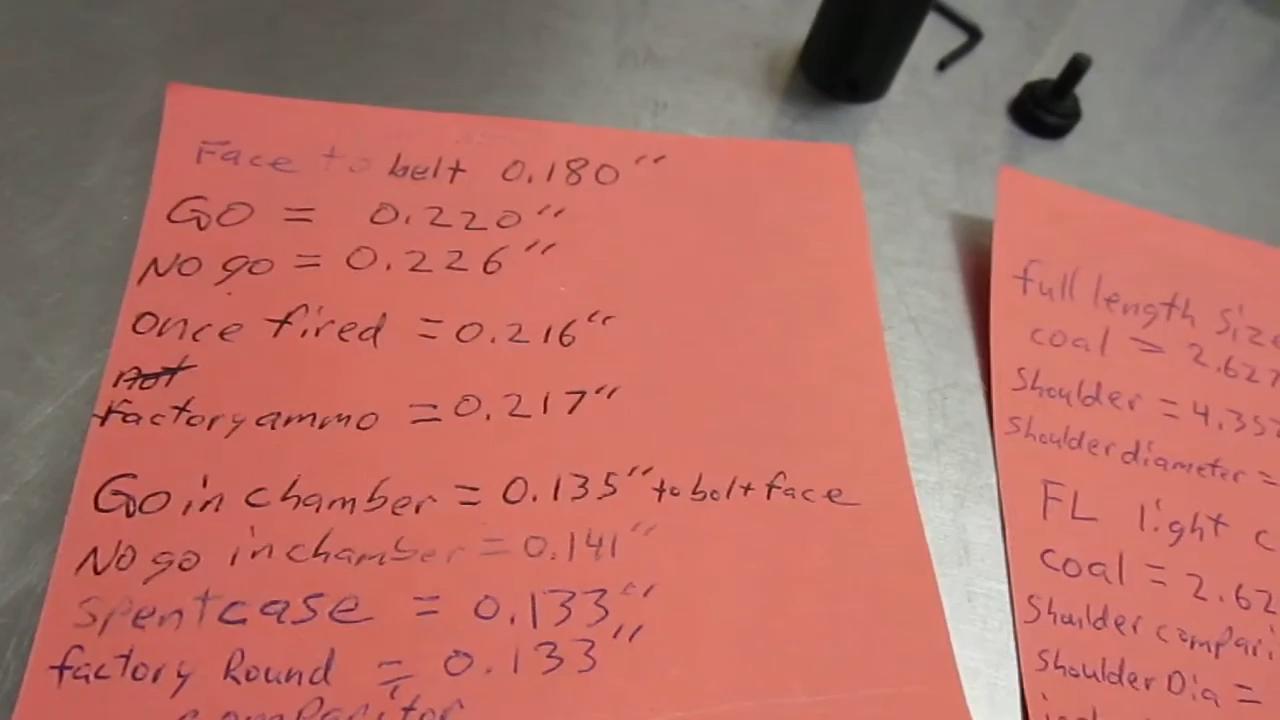 Face to belt 0.180"
GO = 0.220"
No go = 0.226"
once fired = 0.216"
not
factory ammo = 0.217"
Go in chamber = 0.135" to bolt face
No go in chamber = 0.141"
spent case = 0.133"
factory Round = 0.133"
comparitor
full length Size
coal = 2.627
Shoulder = 4.357
Shoulder diameter =
FL light c
coal = 2.62
Shoulder compari
Shoulder Dia =